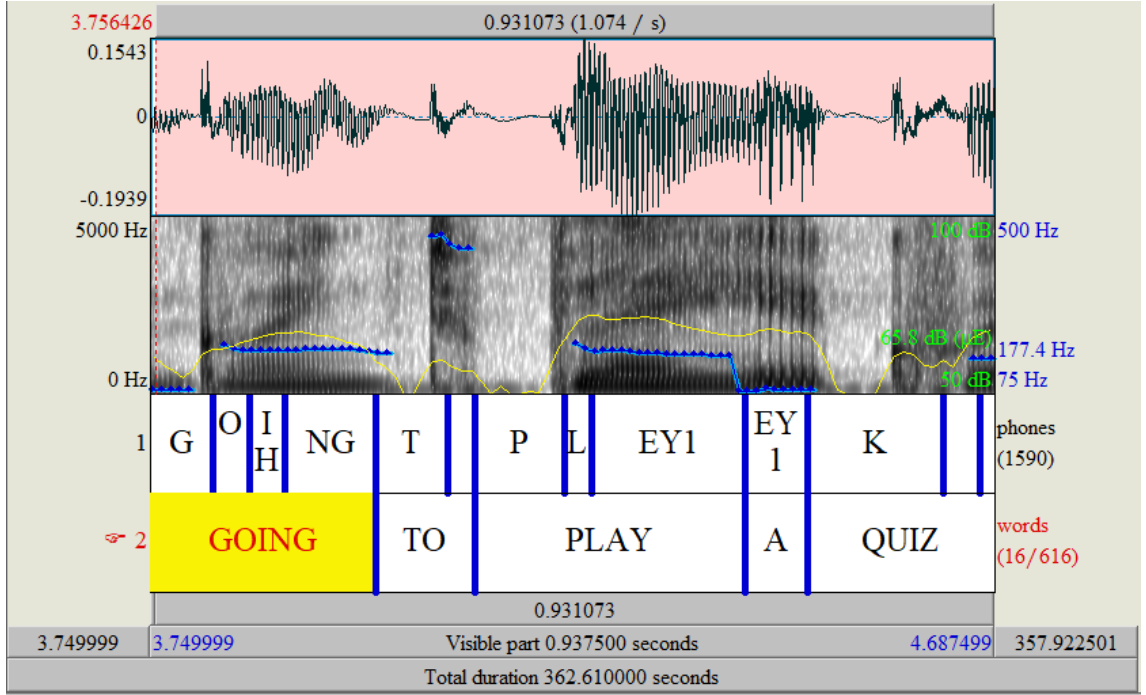 3.756426 0.931073 (1.074 / s)
0.1543
0
-0.1939
5000 Hz 100 dB 500 Hz
65.8 dB (µE) 177.4 Hz
0 Hz 50 dB 75 Hz
1 G O IH NG T P L EY1 EY1 K phones (1590)
☞ 2 GOING TO PLAY A QUIZ words (16/616)
0.931073
3.749999 3.749999 Visible part 0.937500 seconds 4.687499 357.922501
Total duration 362.610000 seconds